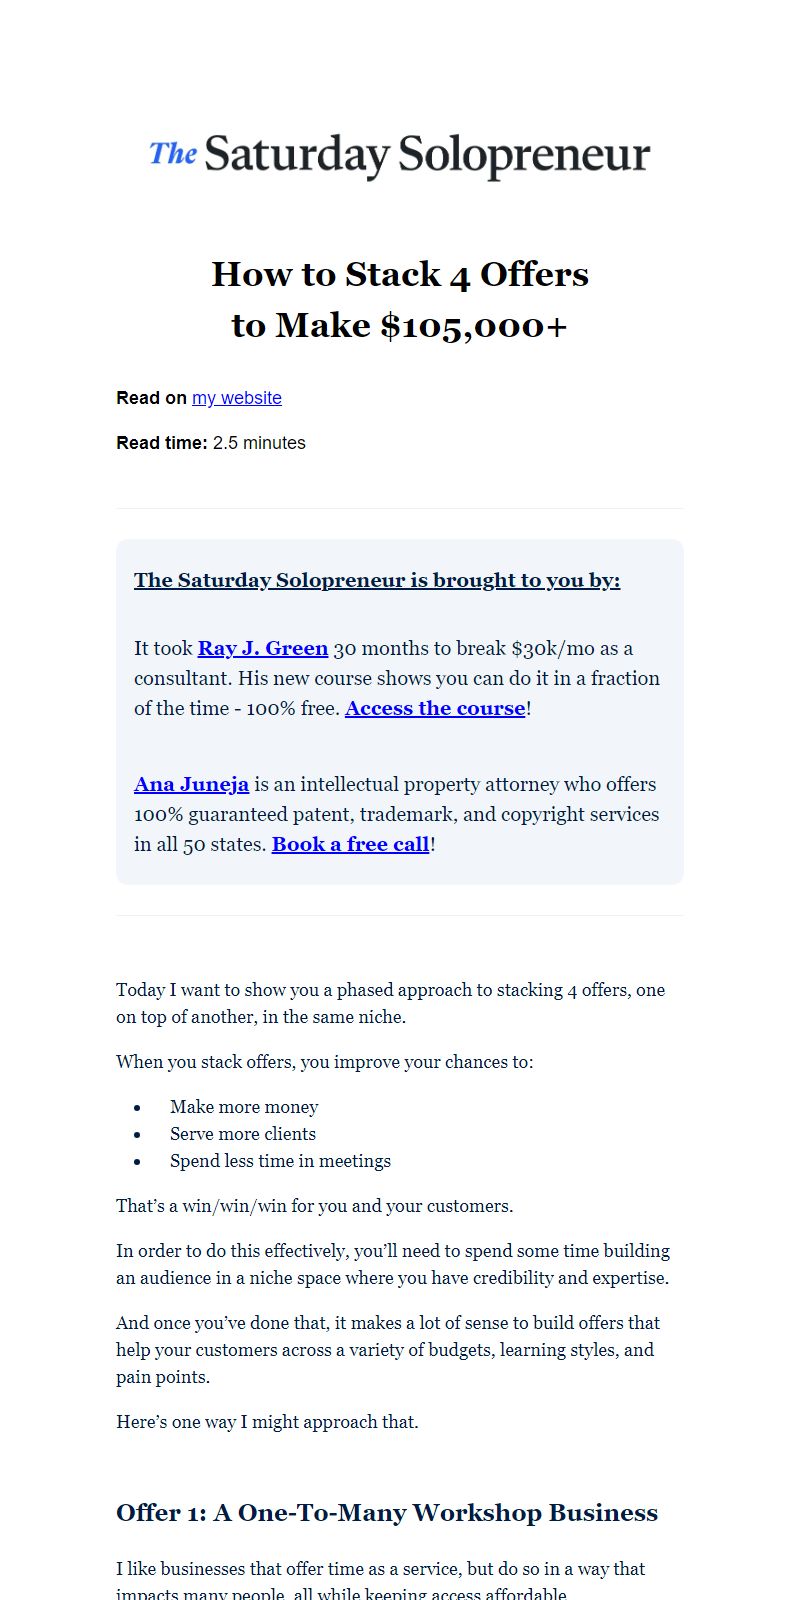 The Saturday Solopreneur
How to Stack 4 Offers
to Make $105,000+
Read on my website
Read time: 2.5 minutes
The Saturday Solopreneur is brought to you by:
It took Ray J. Green 30 months to break $30k/mo as a
consultant. His new course shows you can do it in a fraction
of the time - 100% free. Access the course!
Ana Juneja is an intellectual property attorney who offers
100% guaranteed patent, trademark, and copyright services
in all 50 states. Book a free call!
Today I want to show you a phased approach to stacking 4 offers, one
on top of another, in the same niche.
When you stack offers, you improve your chances to:
• Make more money
• Serve more clients
• Spend less time in meetings
That’s a win/win/win for you and your customers.
In order to do this effectively, you’ll need to spend some time building
an audience in a niche space where you have credibility and expertise.
And once you’ve done that, it makes a lot of sense to build offers that
help your customers across a variety of budgets, learning styles, and
pain points.
Here’s one way I might approach that.
Offer 1: A One-To-Many Workshop Business
I like businesses that offer time as a service, but do so in a way that
impacts many people, all while keeping access affordable.